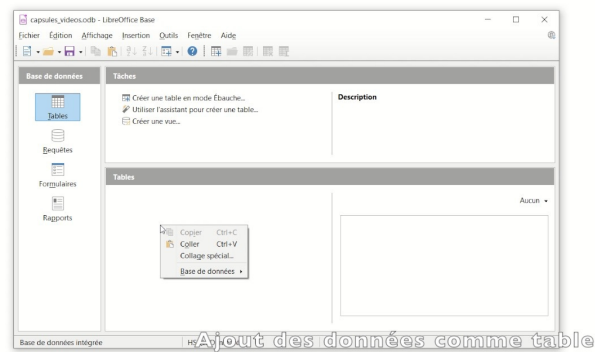 capsules_videos.odb - LibreOffice Base
Fichier Édition Affichage Insertion Outils Fenêtre Aide
Base de données
Tâches
Tables
Requêtes
Formulaires
Rapports
Créer une table en mode Ébauche...
Utiliser l'assistant pour créer une table...
Créer une vue...
Description
Tables
Aucun
Copier Ctrl+C
Coller Ctrl+V
Collage spécial...
Base de données
Base de données intégrée
Ajout des données comme table